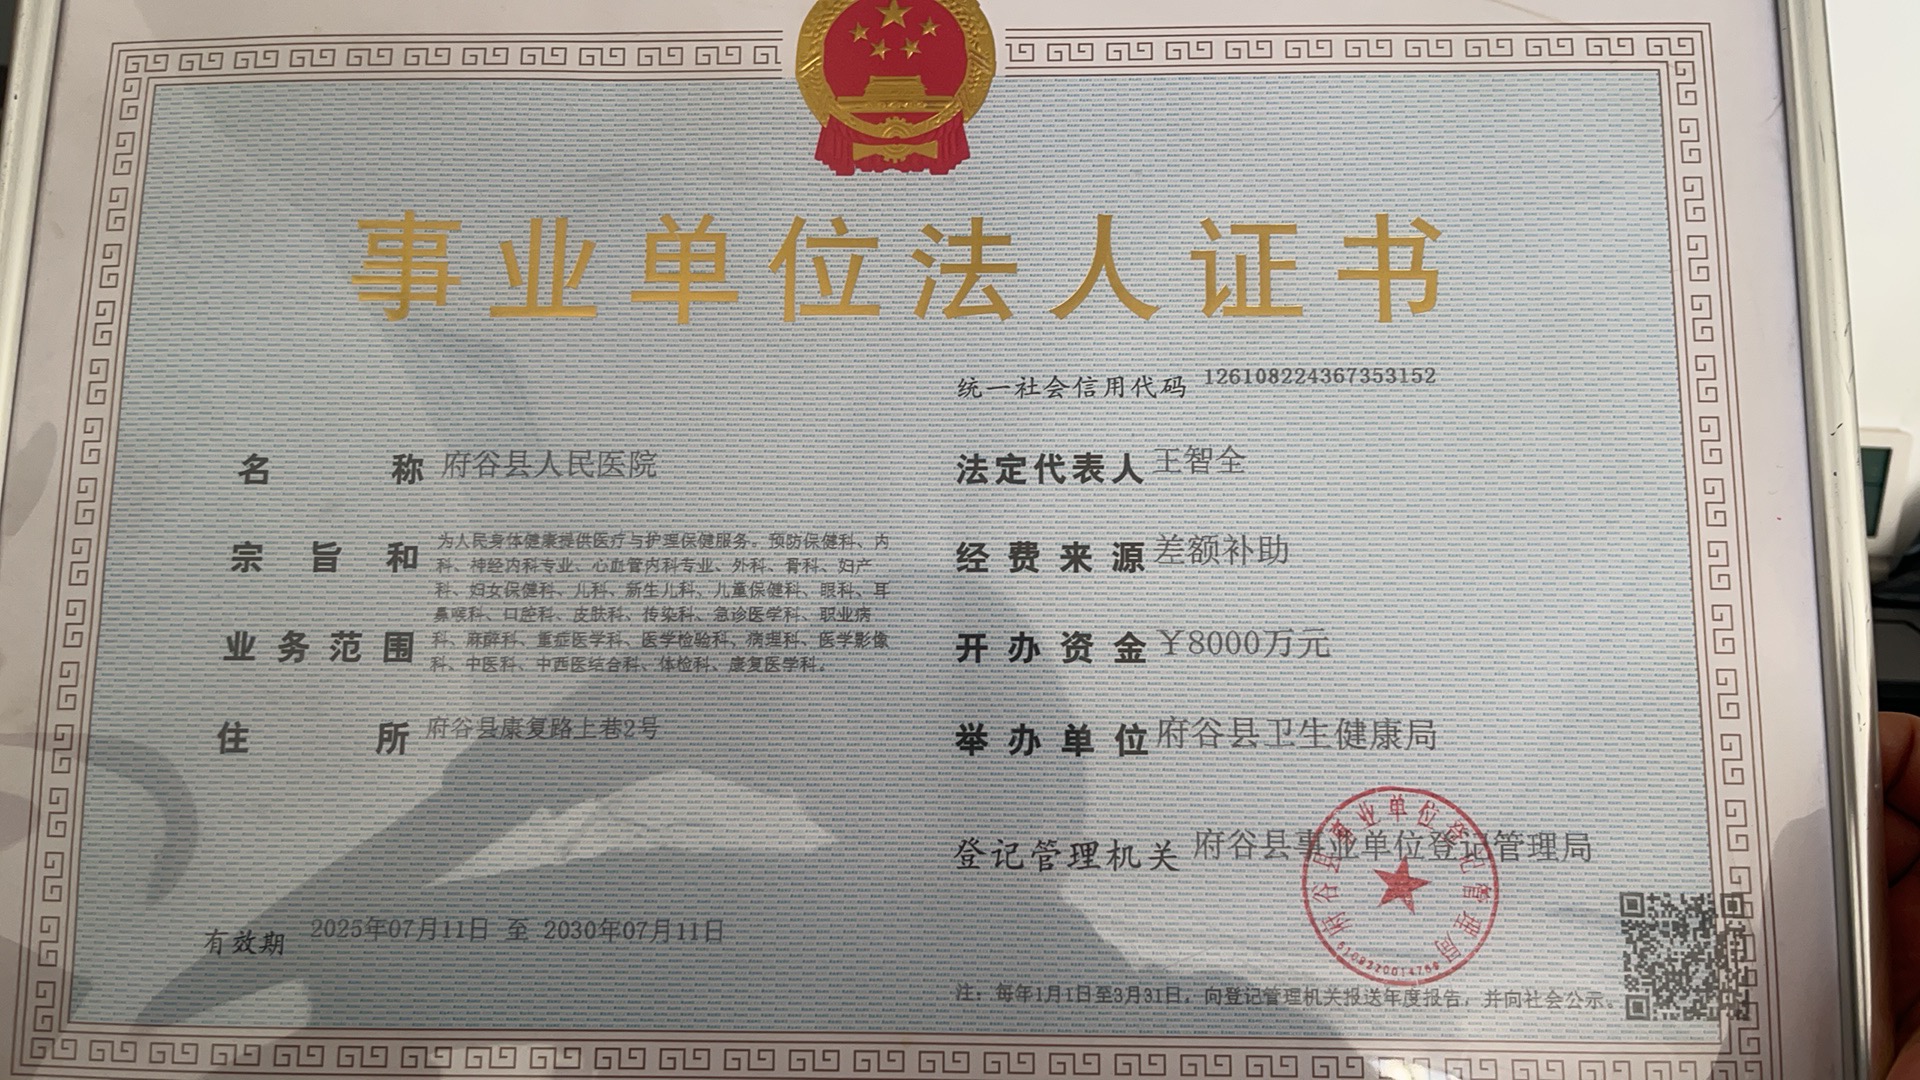 事业单位法人证书
统一社会信用代码 126108224367353152
名称 府谷县人民医院
法定代表人 王智全
宗旨和业务范围
为人民身体健康提供医疗与护理保健服务。预防保健科、内
科、神经内科专业、心血管内科专业、外科、骨科、妇产
科、妇女保健科、儿科、新生儿科、儿童保健科、眼科、耳
鼻喉科、口腔科、皮肤科、传染科、急诊医学科、职业病
科、麻醉科、重症医学科、医学检验科、病理科、医学影像
科、中医科、中西医结合科、体检科、康复医学科。
经费来源 差额补助
开办资金 ￥8000万元
住所 府谷县康复路上巷2号
举办单位 府谷县卫生健康局
登记管理机关 府谷县事业单位登记管理局
府谷县事业单位登记管理局
有效期 2025年07月11日 至 2030年07月11日
注：每年1月1日至3月31日，向登记管理机关报送年度报告，并向社会公示。